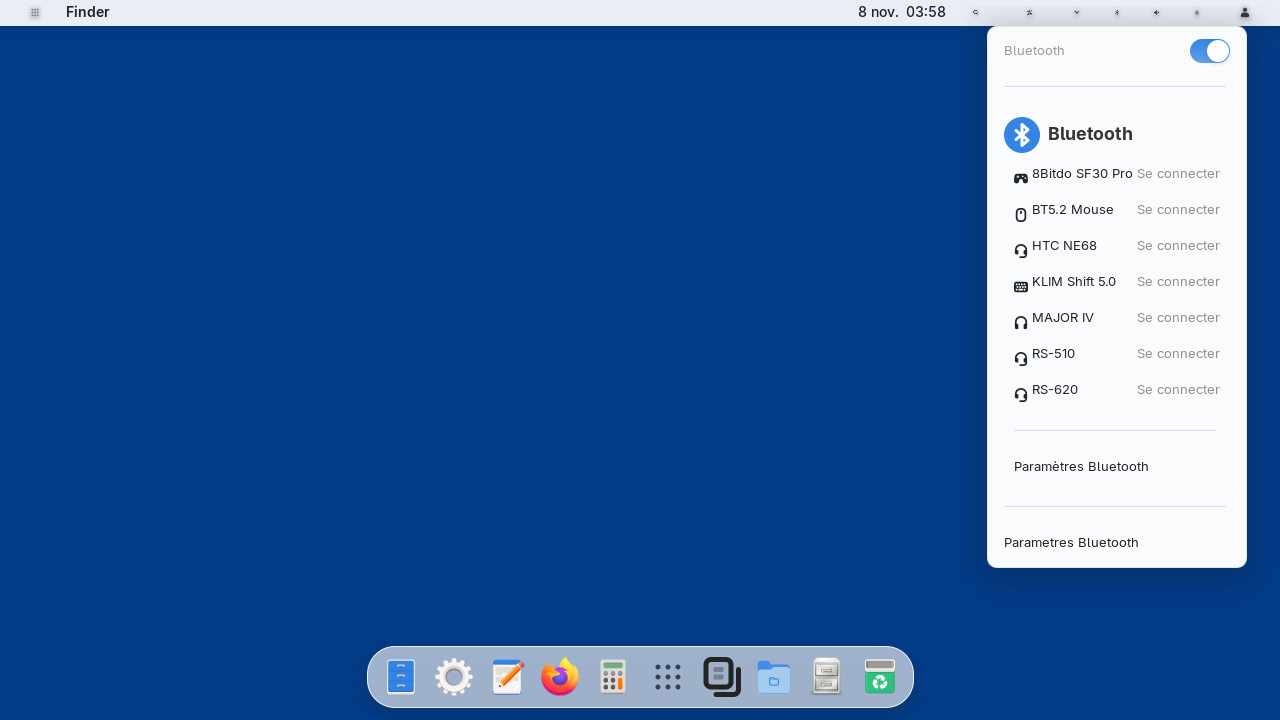 Finder
8 nov.  03:58
Bluetooth
Bluetooth
8Bitdo SF30 Pro Se connecter
BT5.2 Mouse Se connecter
HTC NE68 Se connecter
KLIM Shift 5.0 Se connecter
MAJOR IV Se connecter
RS-510 Se connecter
RS-620 Se connecter
Paramètres Bluetooth
Parametres Bluetooth